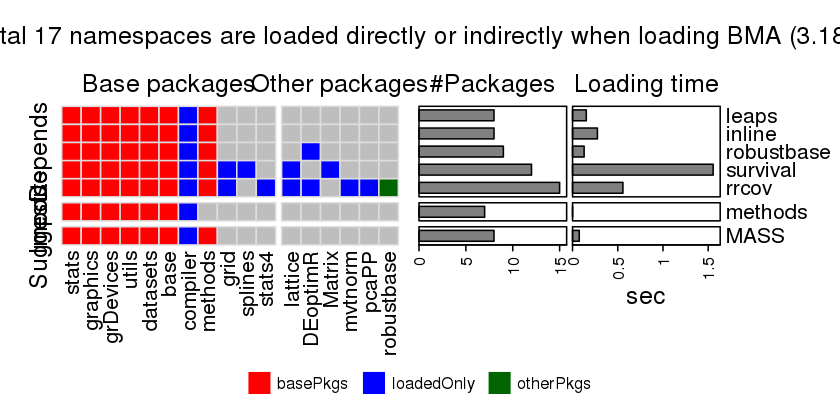 tal 17 namespaces are loaded directly or indirectly when loading BMA (3.18
Base packages
Other packages
#Packages
Loading time
leaps
inline
robustbase
survival
rrcov
methods
MASS
Depends
stats
graphics
grDevices
utils
datasets
base
compiler
methods
grid
splines
stats4
lattice
DEoptimR
Matrix
mvtnorm
pcaPP
robustbase
0
5
10
15
0
0.5
1
1.5
sec
basePkgs
loadedOnly
otherPkgs